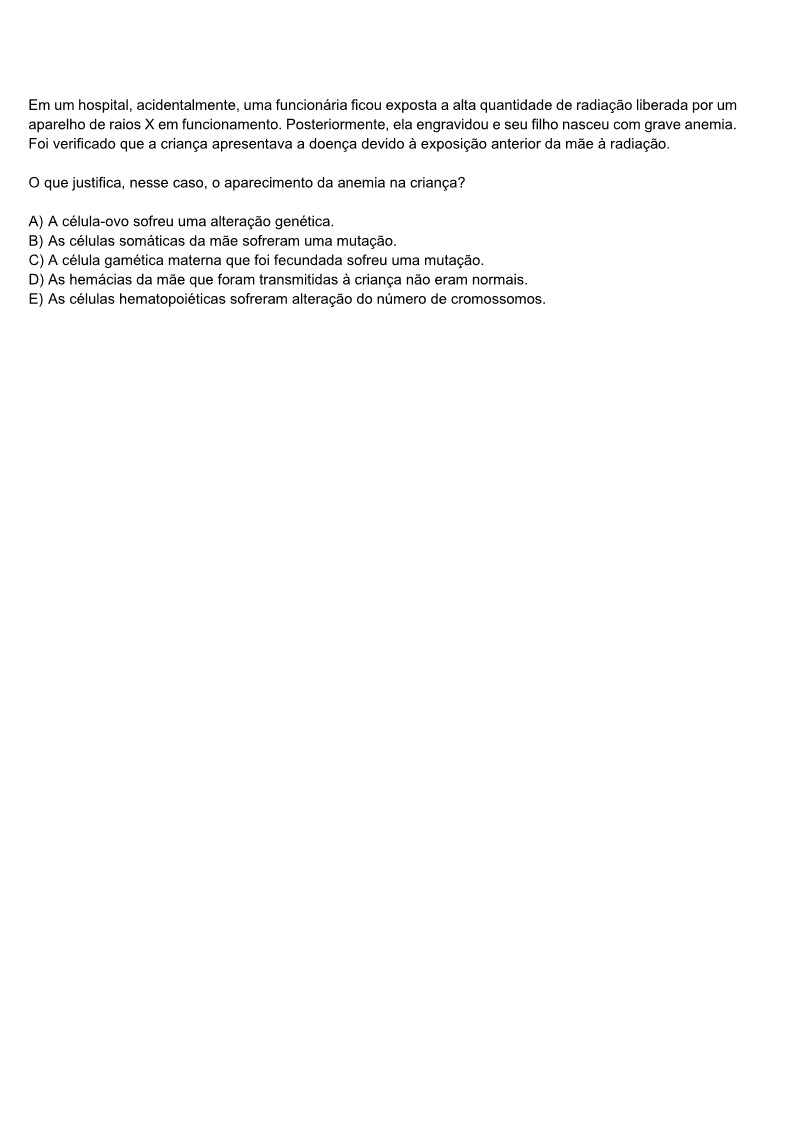 Em um hospital, acidentalmente, uma funcionária ficou exposta a alta quantidade de radiação liberada por um
aparelho de raios X em funcionamento. Posteriormente, ela engravidou e seu filho nasceu com grave anemia.
Foi verificado que a criança apresentava a doença devido à exposição anterior da mãe à radiação.
O que justifica, nesse caso, o aparecimento da anemia na criança?
A) A célula-ovo sofreu uma alteração genética.
B) As células somáticas da mãe sofreram uma mutação.
C) A célula gamética materna que foi fecundada sofreu uma mutação.
D) As hemácias da mãe que foram transmitidas à criança não eram normais.
E) As células hematopoiéticas sofreram alteração do número de cromossomos.